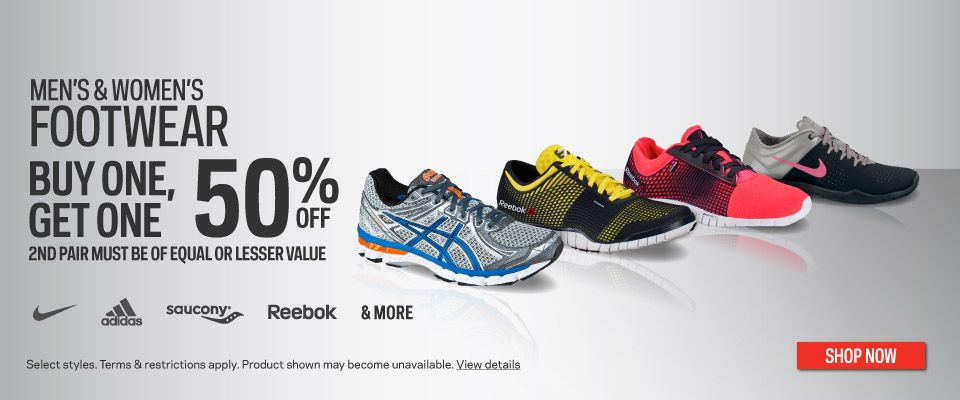 MEN'S & WOMEN'S
FOOTWEAR
BUY ONE,
GET ONE
50%
OFF
2ND PAIR MUST BE OF EQUAL OR LESSER VALUE
adidas
saucony
Reebok
& MORE
Reebok
Select styles. Terms & restrictions apply. Product shown may become unavailable. View details
SHOP NOW